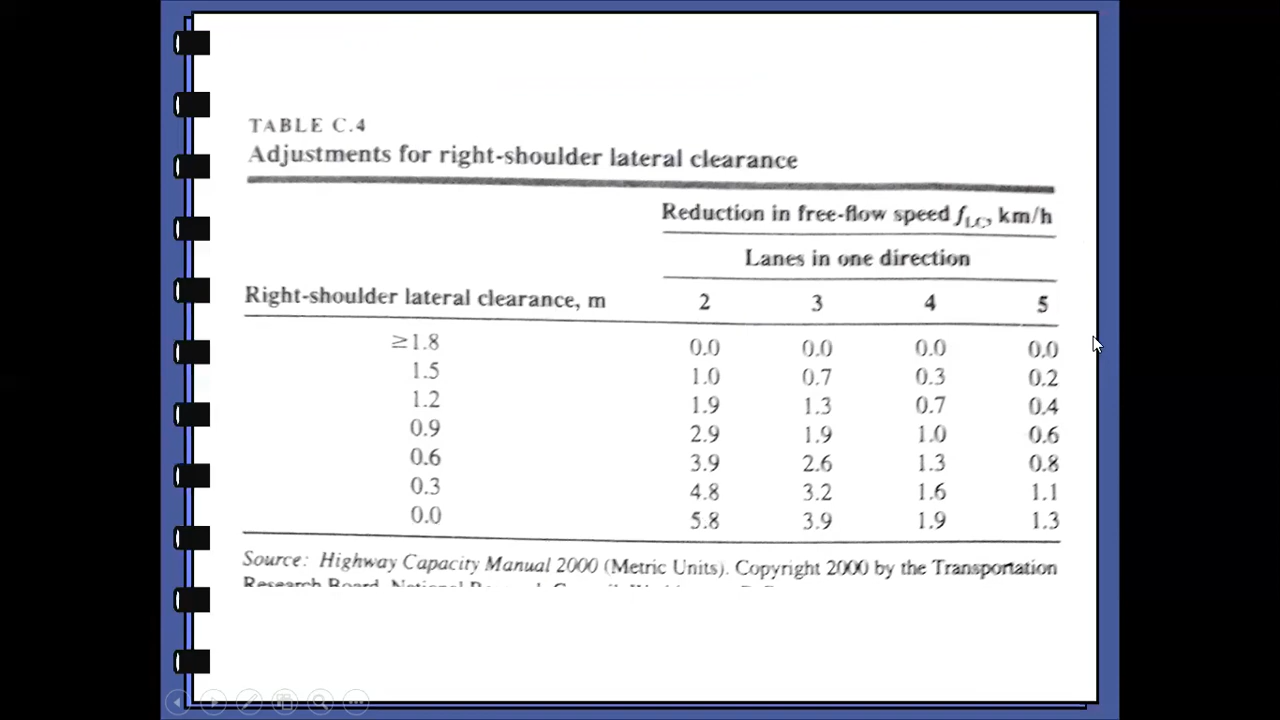 TABLE C.4
Adjustments for right-shoulder lateral clearance
Reduction in free-flow speed fLC, km/h
Lanes in one direction
Right-shoulder lateral clearance, m 2 3 4 5
≥1.8 0.0 0.0 0.0 0.0
1.5 1.0 0.7 0.3 0.2
1.2 1.9 1.3 0.7 0.4
0.9 2.9 1.9 1.0 0.6
0.6 3.9 2.6 1.3 0.8
0.3 4.8 3.2 1.6 1.1
0.0 5.8 3.9 1.9 1.3
Source: Highway Capacity Manual 2000 (Metric Units). Copyright 2000 by the Transportation
Research Board, National